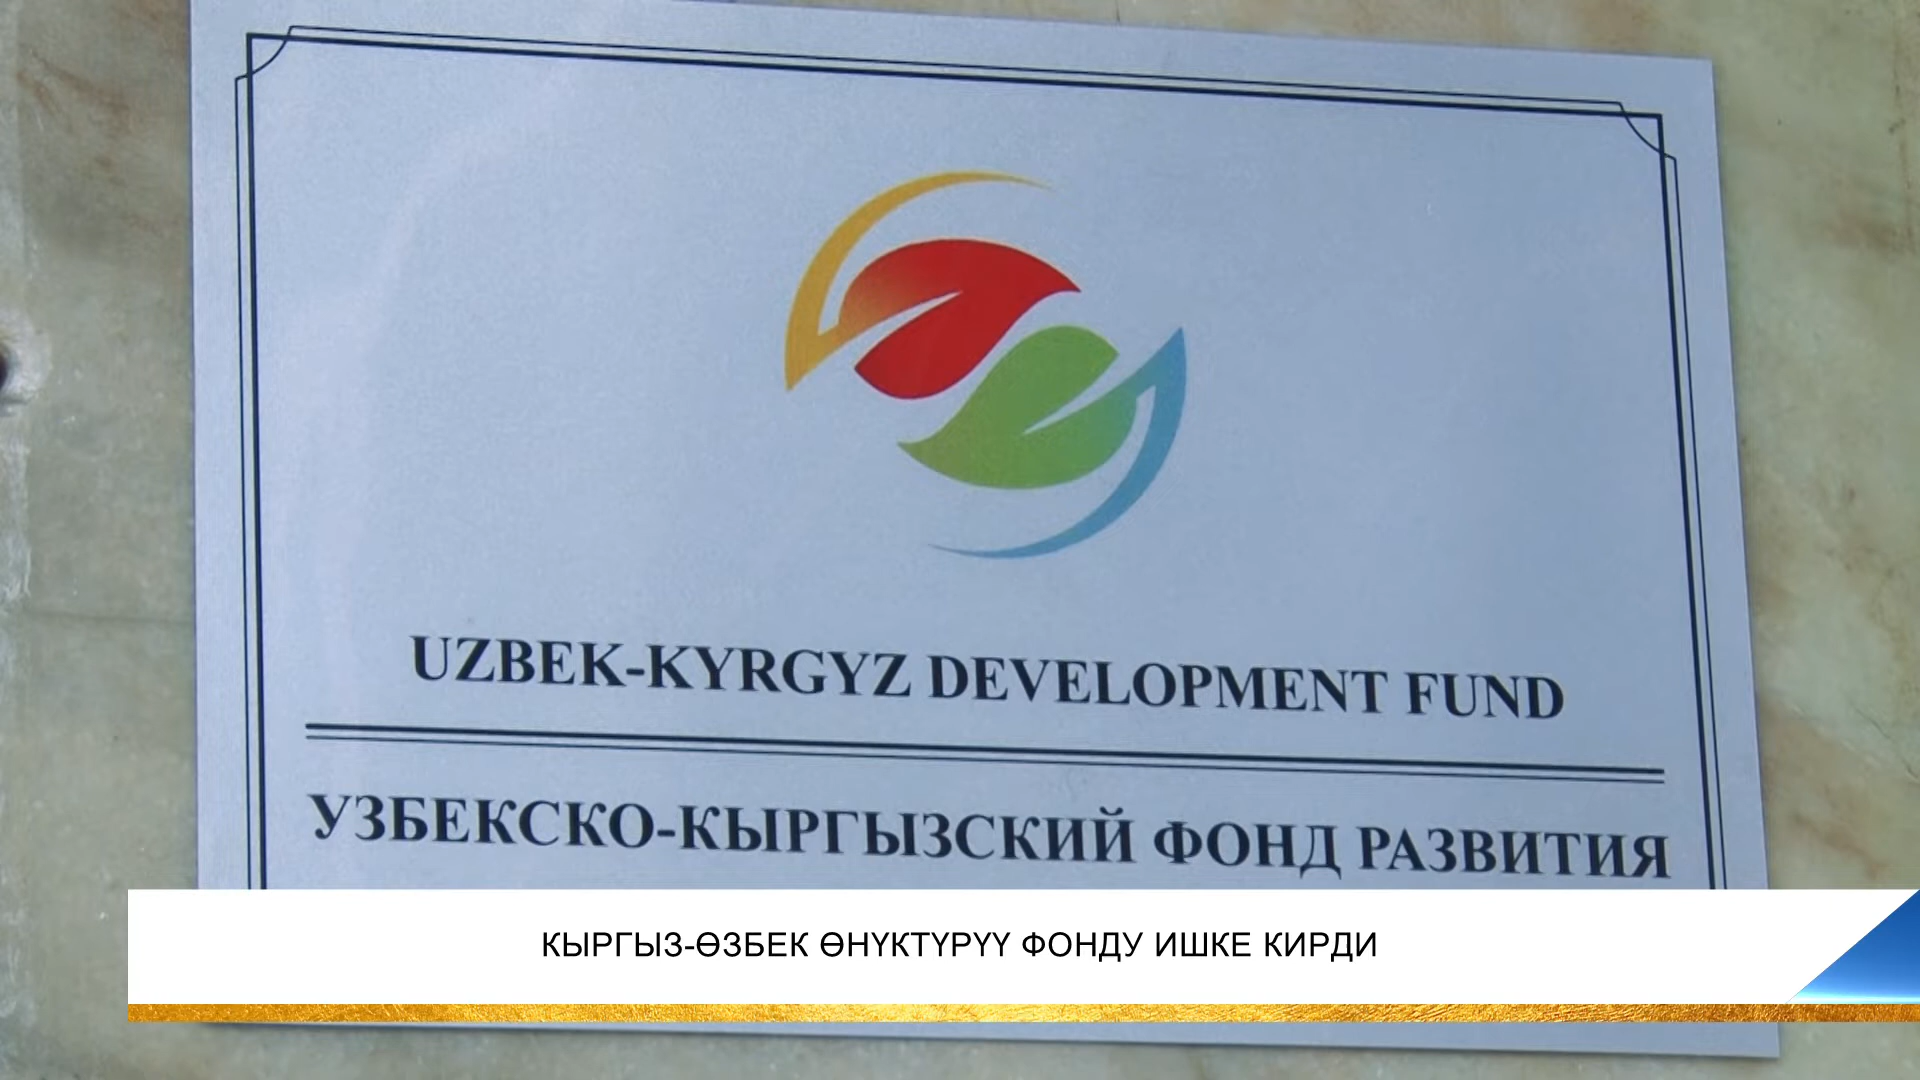 UZBEK-KYRGYZ DEVELOPMENT FUND
УЗБЕКСКО-КЫРГЫЗСКИЙ ФОНД РАЗВИТИЯ
КЫРГЫЗ-ӨЗБЕК ӨНҮКТҮРҮҮ ФОНДУ ИШКЕ КИРДИ